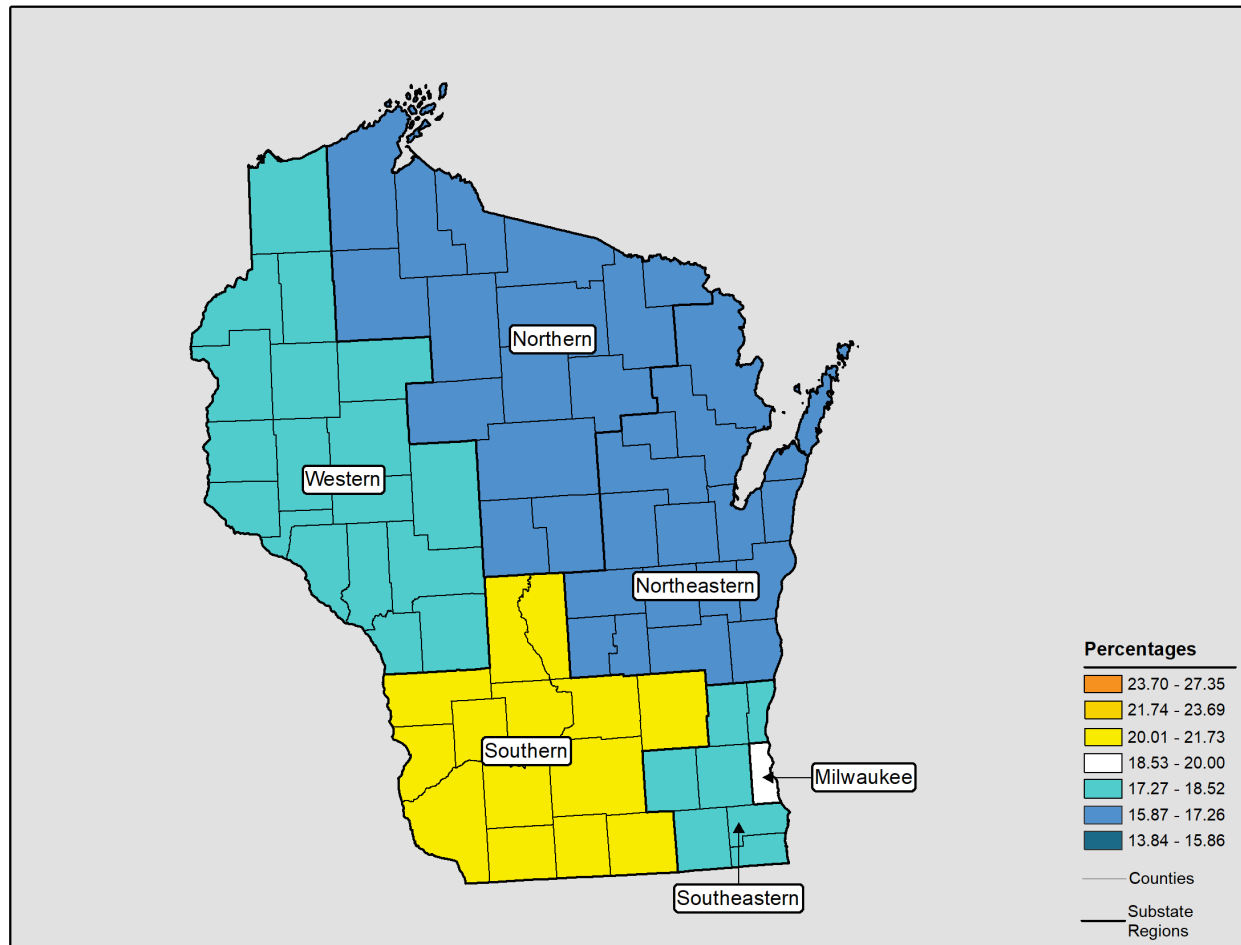 Northern
Western
Northeastern
Southern
Milwaukee
Southeastern
Percentages
23.70 - 27.35
21.74 - 23.69
20.01 - 21.73
18.53 - 20.00
17.27 - 18.52
15.87 - 17.26
13.84 - 15.86
Counties
Substate
Regions